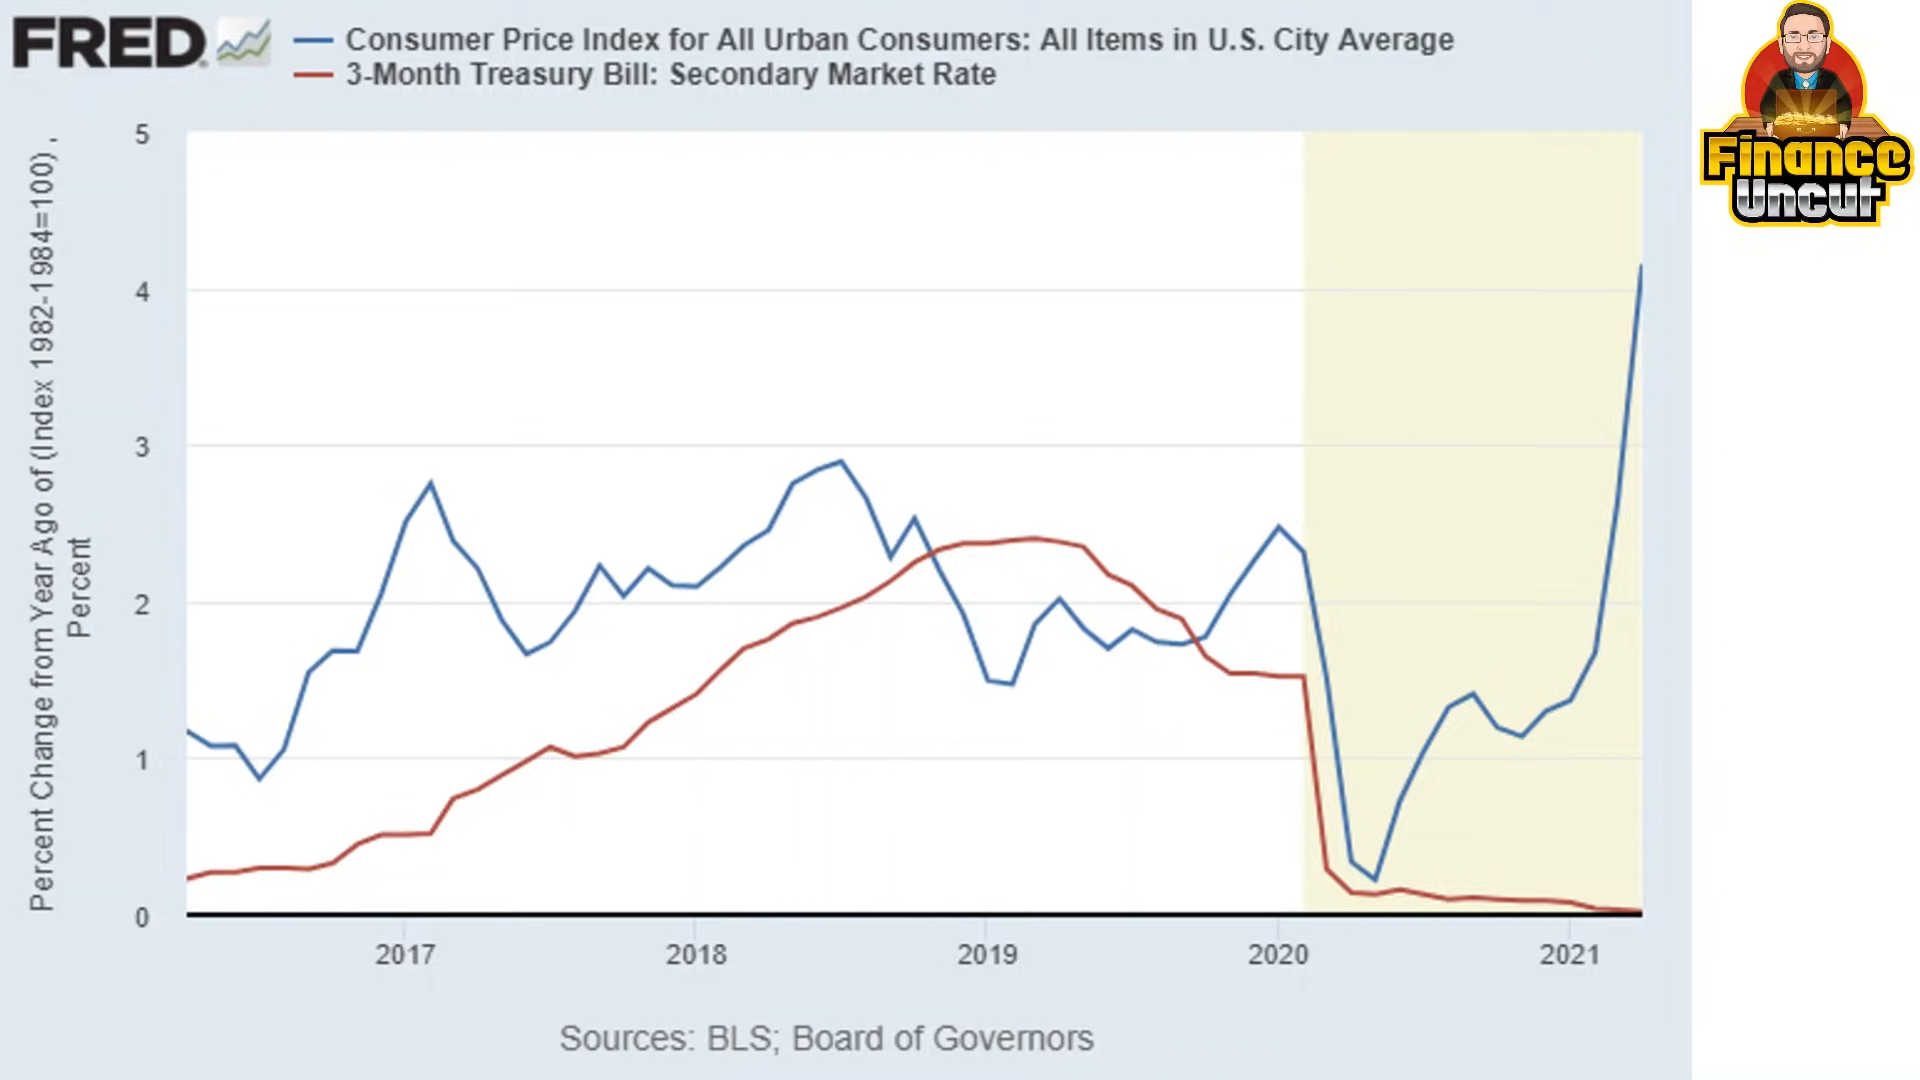 FRED
Consumer Price Index for All Urban Consumers: All Items in U.S. City Average
3-Month Treasury Bill: Secondary Market Rate
Finance
Uncut
Percent Change from Year Ago of (Index 1982-1984=100) ,
Percent
5
4
3
2
1
0
2017
2018
2019
2020
2021
Sources: BLS; Board of Governors